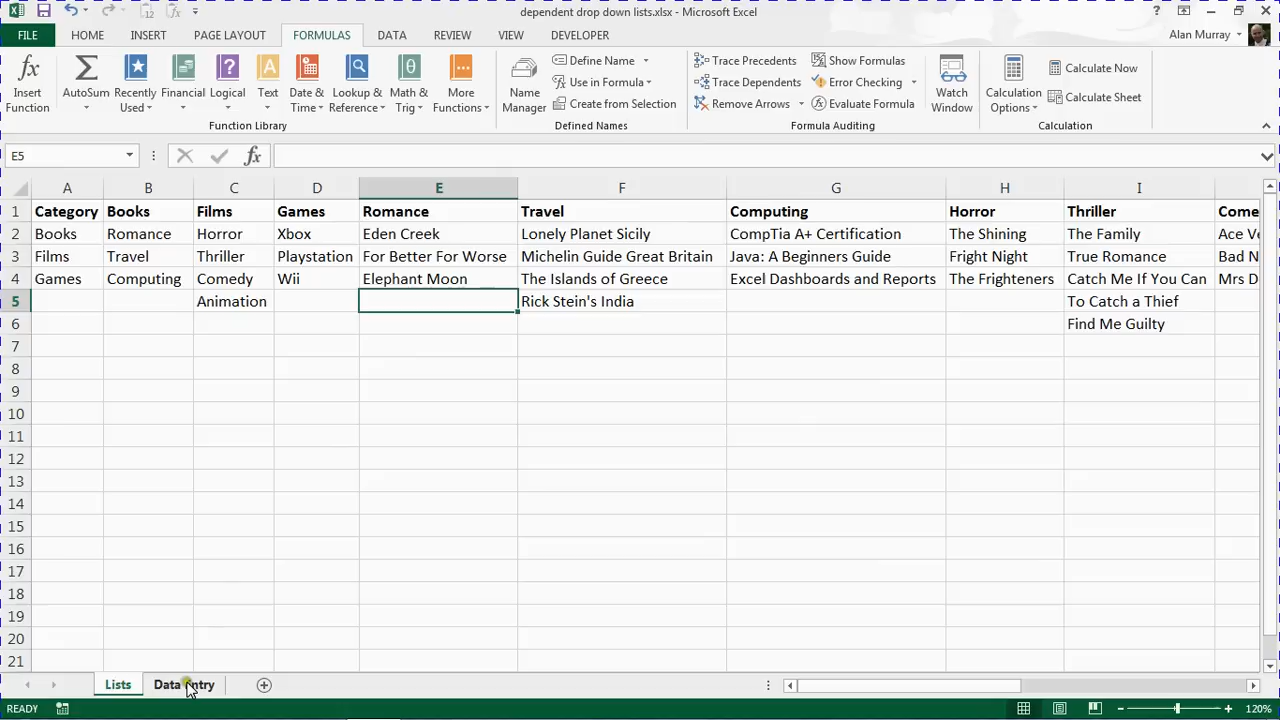 dependent drop down lists.xlsx - Microsoft Excel
FILE HOME INSERT PAGE LAYOUT FORMULAS DATA REVIEW VIEW DEVELOPER Alan Murray
Insert Function
AutoSum
Recently Used
Financial
Logical
Text
Date & Time
Lookup & Reference
Math & Trig
More Functions
Function Library
Name Manager
Define Name
Use in Formula
Create from Selection
Defined Names
Trace Precedents
Trace Dependents
Remove Arrows
Show Formulas
Error Checking
Evaluate Formula
Formula Auditing
Watch Window
Calculation Options
Calculate Now
Calculate Sheet
Calculation
E5 fx
A B C D E F G H I
1 Category Books Films Games Romance Travel Computing Horror Thriller Come
2 Books Romance Horror Xbox Eden Creek Lonely Planet Sicily CompTia A+ Certification The Shining The Family Ace V
3 Films Travel Thriller Playstation For Better For Worse Michelin Guide Great Britain Java: A Beginners Guide Fright Night True Romance Bad N
4 Games Computing Comedy Wii Elephant Moon The Islands of Greece Excel Dashboards and Reports The Frighteners Catch Me If You Can Mrs D
5 Animation Rick Stein's India To Catch a Thief
6 Find Me Guilty
7
8
9
10
11
12
13
14
15
16
17
18
19
20
21
Lists Data Entry
READY 120%